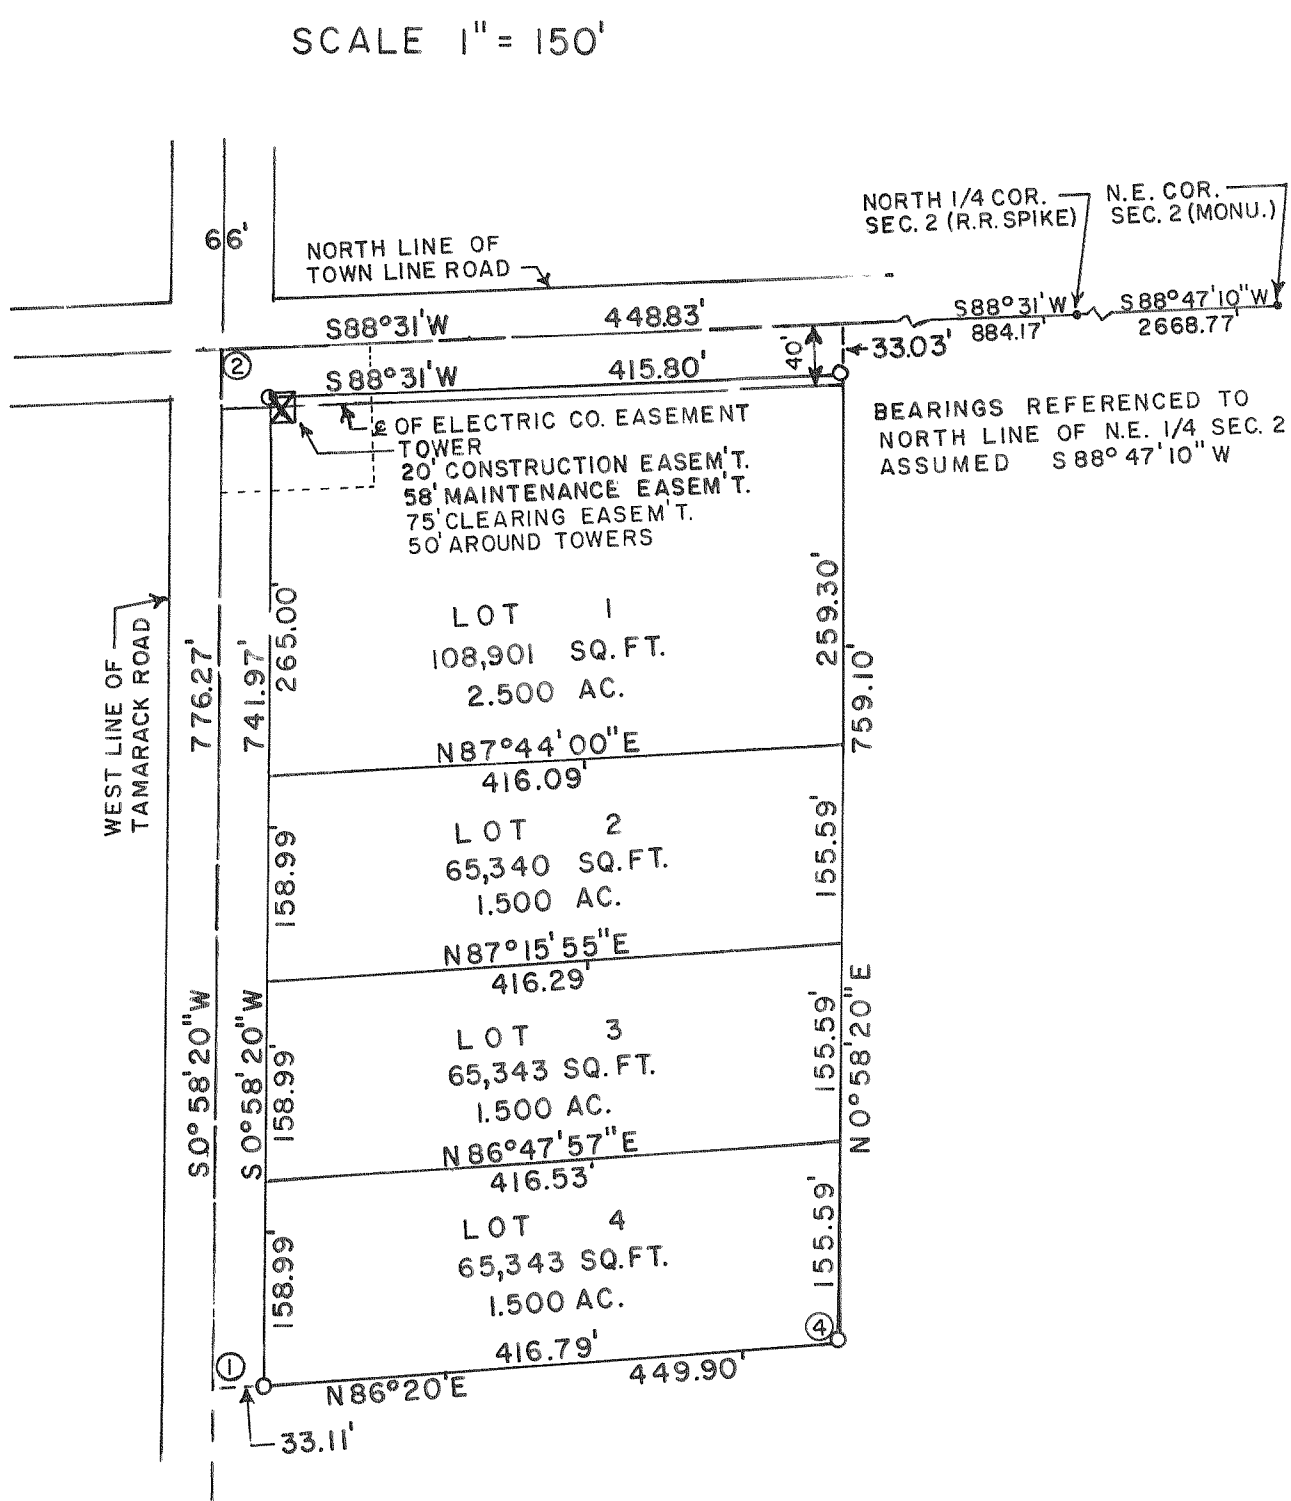 SCALE 1" = 150'
66'
NORTH LINE OF
TOWN LINE ROAD
NORTH 1/4 COR.
SEC. 2 (R.R. SPIKE)
N.E. COR.
SEC. 2 (MONU.)
S88°31'W 448.83'
S88°31'W
884.17'
S88°47'10"W
2668.77'
2
S88°31'W 415.80'
40'
33.03'
BEARINGS REFERENCED TO
NORTH LINE OF N.E. 1/4 SEC. 2
ASSUMED S88°47'10"W
℄ OF ELECTRIC CO. EASEMENT
TOWER
20' CONSTRUCTION EASEM'T.
58' MAINTENANCE EASEM'T.
75' CLEARING EASEM'T.
50' AROUND TOWERS
WEST LINE OF
TAMARACK ROAD
776.27'
741.97'
265.00'
LOT 1
108,901 SQ.FT.
2.500 AC.
259.30'
759.10'
N87°44'00"E
416.09'
158.99'
LOT 2
65,340 SQ.FT.
1.500 AC.
155.59'
N87°15'55"E
416.29'
S0°58'20"W
S0°58'20"W
158.99'
LOT 3
65,343 SQ.FT.
1.500 AC.
155.59'
N0°58'20"E
N86°47'57"E
416.53'
158.99'
LOT 4
65,343 SQ.FT.
1.500 AC.
155.59'
4
416.79'
449.90'
1
N86°20'E
33.11'